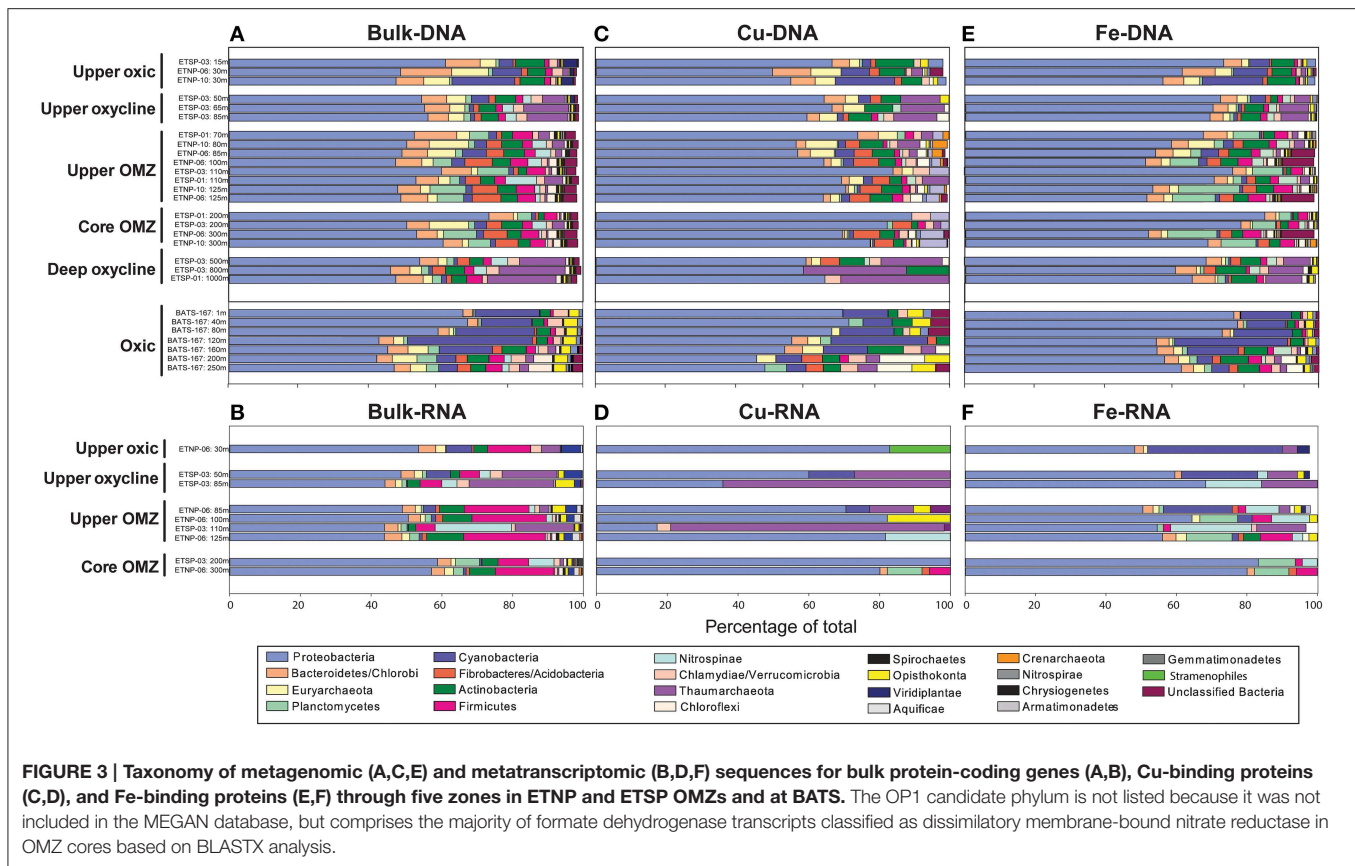 A
Bulk-DNA
C
Cu-DNA
E
Fe-DNA
Upper oxic
ETSP-03: 15m
ETNP-06: 30m
ETNP-10: 30m
Upper oxycline
ETSP-03: 50m
ETSP-03: 65m
ETSP-03: 85m
Upper OMZ
ETSP-01: 70m
ETNP-10: 80m
ETNP-06: 85m
ETNP-06: 100m
ETSP-03: 110m
ETSP-01: 110m
ETNP-10: 125m
ETNP-06: 125m
Core OMZ
ETSP-01: 200m
ETSP-03: 200m
ETNP-06: 300m
ETNP-10: 300m
Deep oxycline
ETSP-03: 500m
ETSP-03: 800m
ETSP-01: 1000m
Oxic
BATS-167: 1m
BATS-167: 40m
BATS-167: 80m
BATS-167: 120m
BATS-167: 160m
BATS-167: 200m
BATS-167: 250m
B
Bulk-RNA
D
Cu-RNA
F
Fe-RNA
Upper oxic
ETNP-06: 30m
Upper oxycline
ETSP-03: 50m
ETSP-03: 85m
Upper OMZ
ETNP-06: 85m
ETNP-06: 100m
ETSP-03: 110m
ETNP-06: 125m
Core OMZ
ETSP-03: 200m
ETNP-06: 300m
0 20 40 60 80 100
0 20 40 60 80 100
0 20 40 60 80 100
Percentage of total
Proteobacteria
Bacteroidetes/Chlorobi
Euryarchaeota
Planctomycetes
Cyanobacteria
Fibrobacteres/Acidobacteria
Actinobacteria
Firmicutes
Nitrospinae
Chlamydiae/Verrucomicrobia
Thaumarchaeota
Chloroflexi
Spirochaetes
Opisthokonta
Viridiplantae
Aquificae
Crenarchaeota
Nitrospirae
Chrysiogenetes
Armatimonadetes
Gemmatimonadetes
Stramenophiles
Unclassified Bacteria
FIGURE 3 | Taxonomy of metagenomic (A,C,E) and metatranscriptomic (B,D,F) sequences for bulk protein-coding genes (A,B), Cu-binding proteins
(C,D), and Fe-binding proteins (E,F) through five zones in ETNP and ETSP OMZs and at BATS. The OP1 candidate phylum is not listed because it was not
included in the MEGAN database, but comprises the majority of formate dehydrogenase transcripts classified as dissimilatory membrane-bound nitrate reductase in
OMZ cores based on BLASTX analysis.